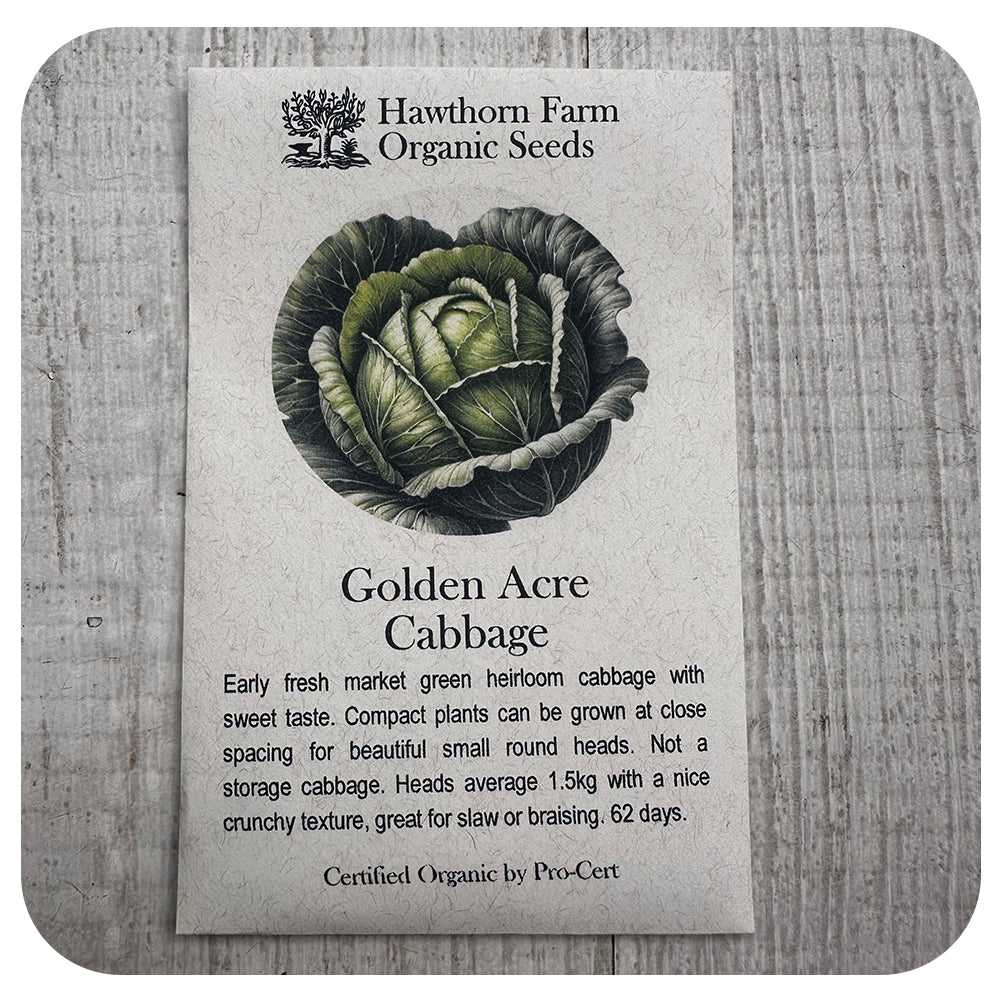 Hawthorn Farm
Organic Seeds
Golden Acre
Cabbage
Early fresh market green heirloom cabbage with
sweet taste. Compact plants can be grown at close
spacing for beautiful small round heads. Not a
storage cabbage. Heads average 1.5kg with a nice
crunchy texture, great for slaw or braising. 62 days.
Certified Organic by Pro-Cert